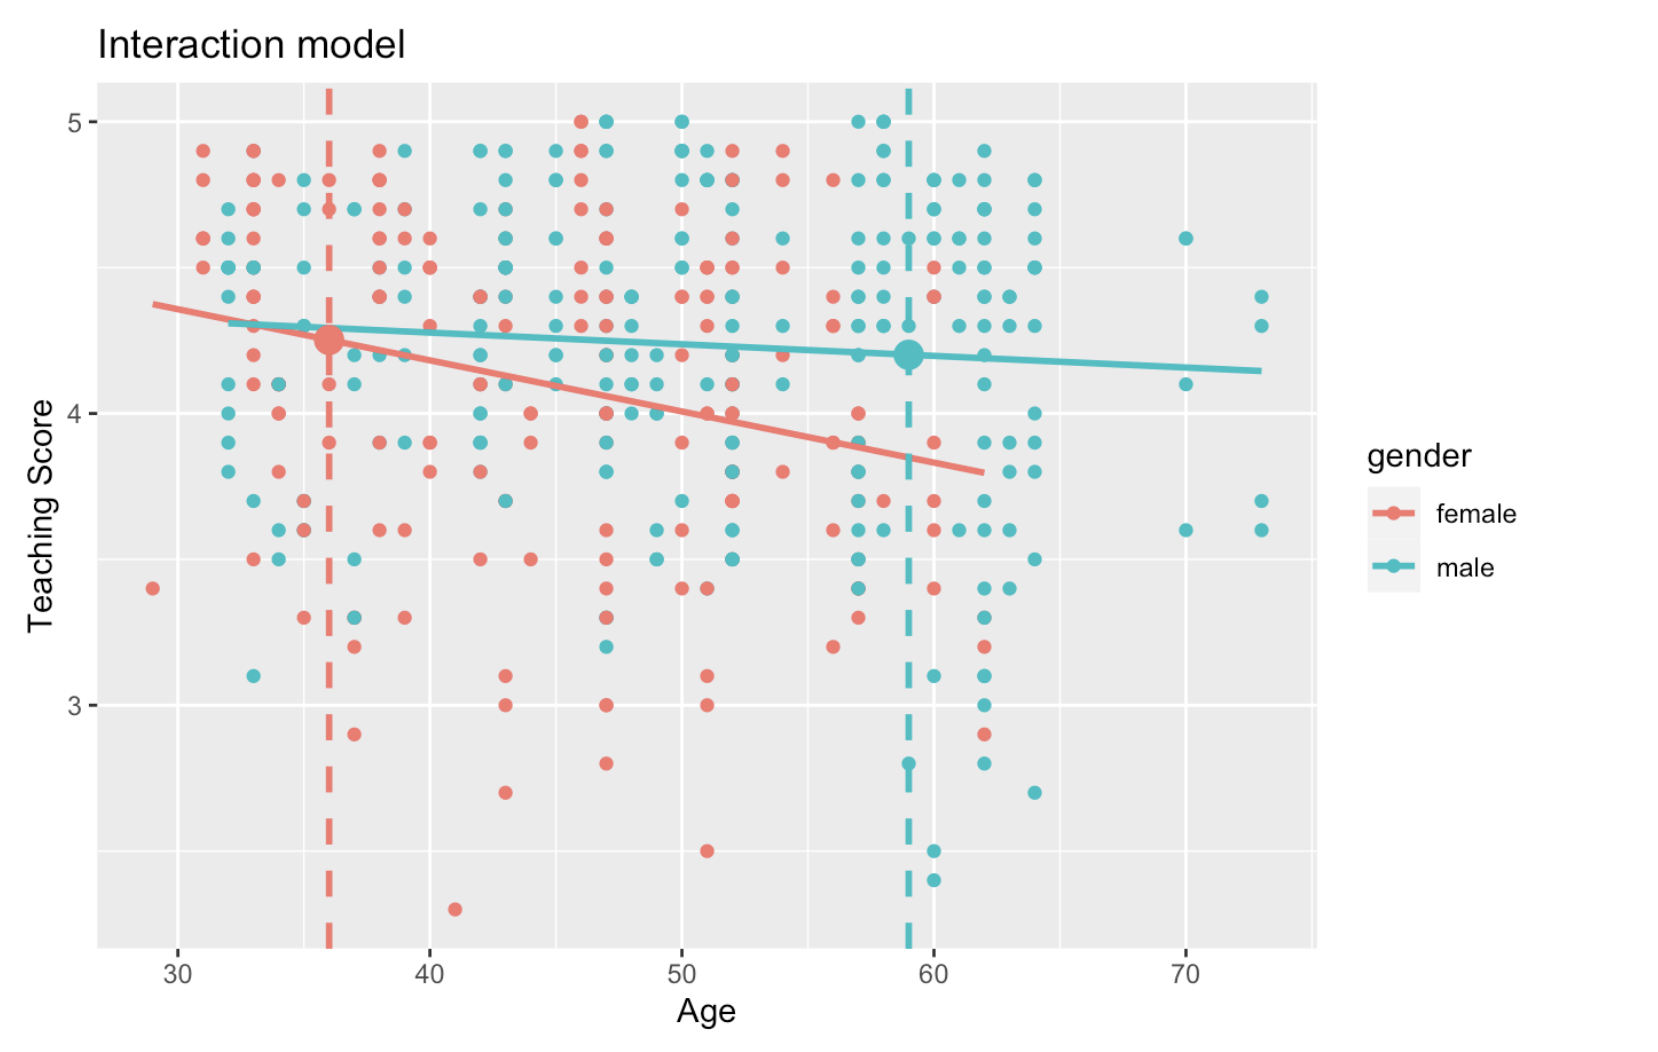 Interaction model
5
4
3
Teaching Score
30 40 50 60 70
Age
gender
female
male